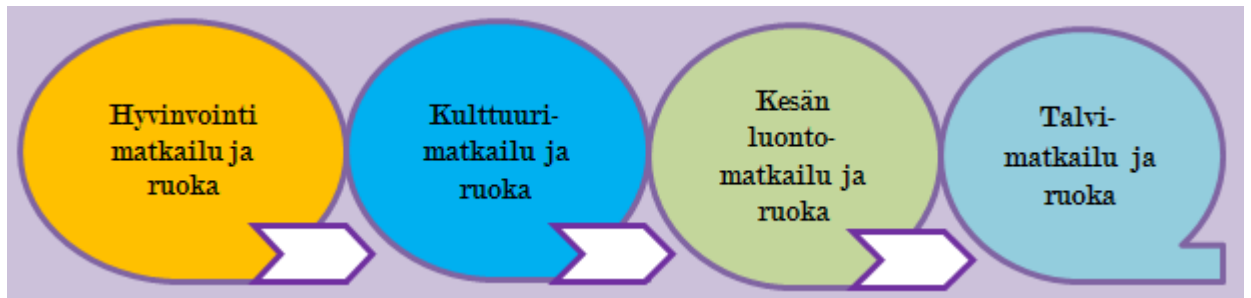 Hyvinvointi
matkailu ja
ruoka
Kulttuuri-
matkailu ja
ruoka
Kesän
luonto-
matkailu ja
ruoka
Talvi-
matkailu ja
ruoka